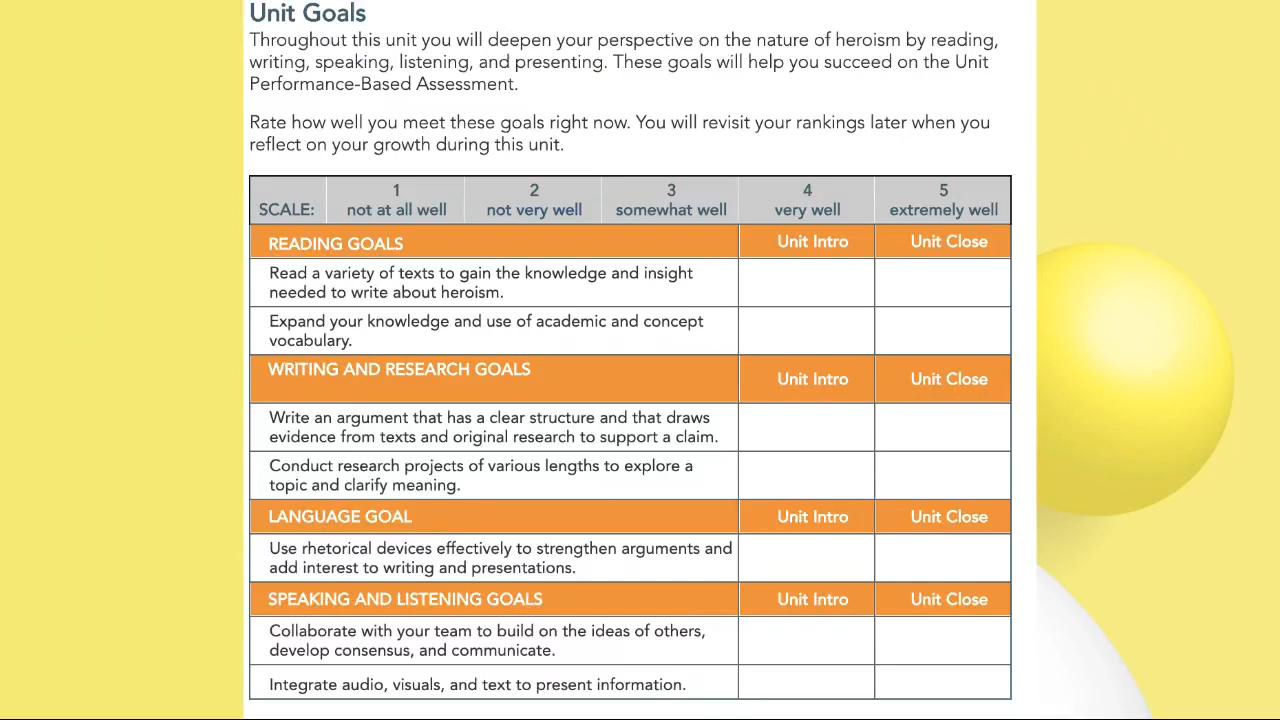 Unit Goals
Throughout this unit you will deepen your perspective on the nature of heroism by reading,
writing, speaking, listening, and presenting. These goals will help you succeed on the Unit
Performance-Based Assessment.
Rate how well you meet these goals right now. You will revisit your rankings later when you
reflect on your growth during this unit.
1 2 3 4 5
SCALE: not at all well not very well somewhat well very well extremely well
READING GOALS Unit Intro Unit Close
Read a variety of texts to gain the knowledge and insight
needed to write about heroism.
Expand your knowledge and use of academic and concept
vocabulary.
WRITING AND RESEARCH GOALS Unit Intro Unit Close
Write an argument that has a clear structure and that draws
evidence from texts and original research to support a claim.
Conduct research projects of various lengths to explore a
topic and clarify meaning.
LANGUAGE GOAL Unit Intro Unit Close
Use rhetorical devices effectively to strengthen arguments and
add interest to writing and presentations.
SPEAKING AND LISTENING GOALS Unit Intro Unit Close
Collaborate with your team to build on the ideas of others,
develop consensus, and communicate.
Integrate audio, visuals, and text to present information.